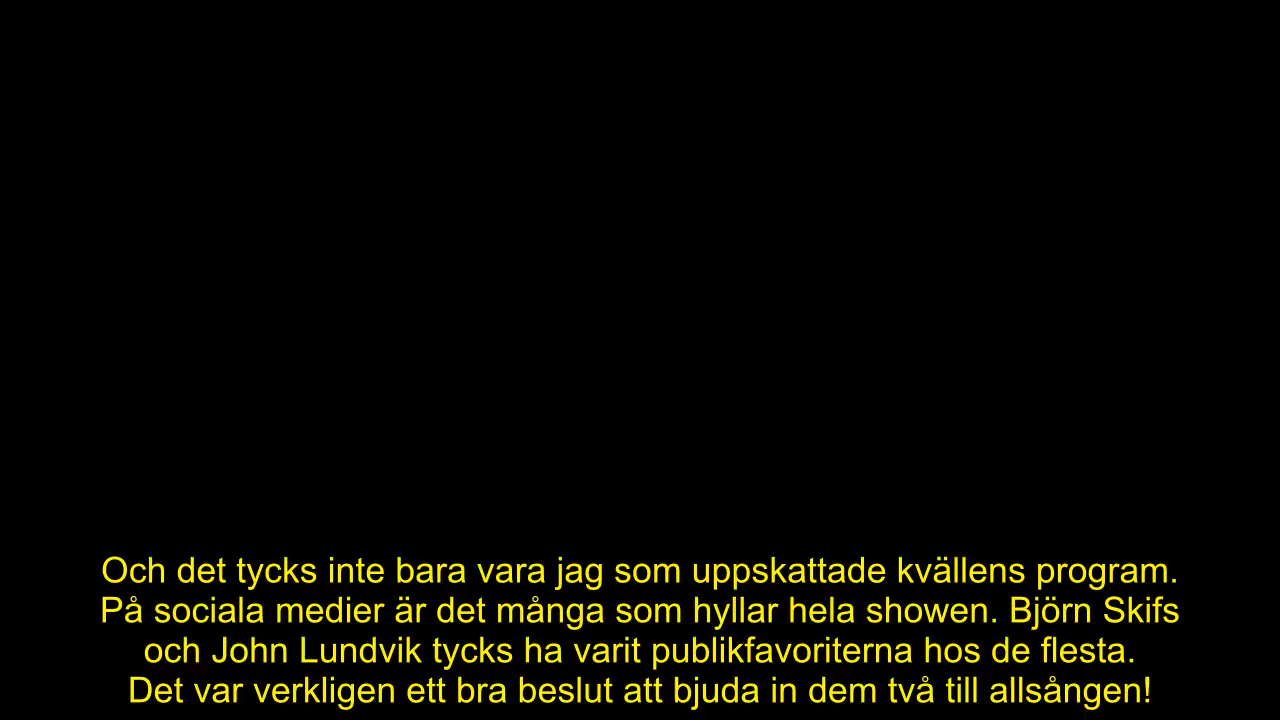 Och det tycks inte bara vara jag som uppskattade kvällens program.
På sociala medier är det många som hyllar hela showen. Björn Skifs
och John Lundvik tycks ha varit publikfavoriterna hos de flesta.
Det var verkligen ett bra beslut att bjuda in dem två till allsången!